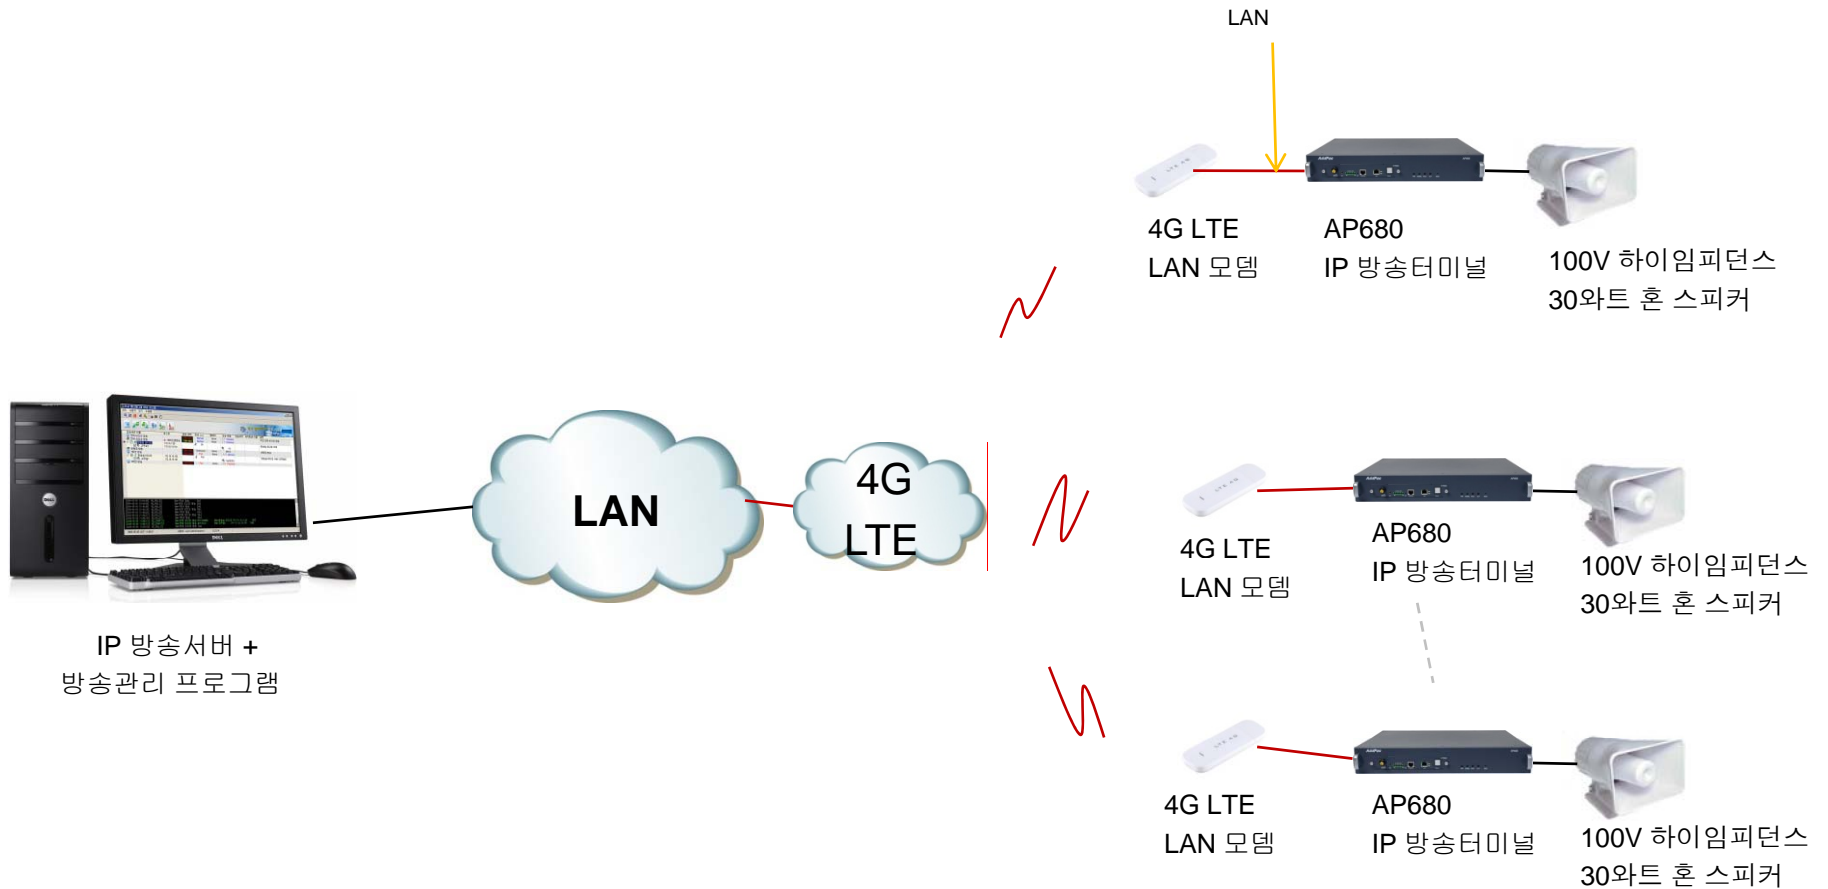 LAN
4G LTE
LAN 모뎀
AP680
IP 방송터미널
100V 하이임피던스
30와트 혼 스피커
LAN
4G
LTE
IP 방송서버 +
방송관리 프로그램
4G LTE
LAN 모뎀
AP680
IP 방송터미널
100V 하이임피던스
30와트 혼 스피커
4G LTE
LAN 모뎀
AP680
IP 방송터미널
100V 하이임피던스
30와트 혼 스피커